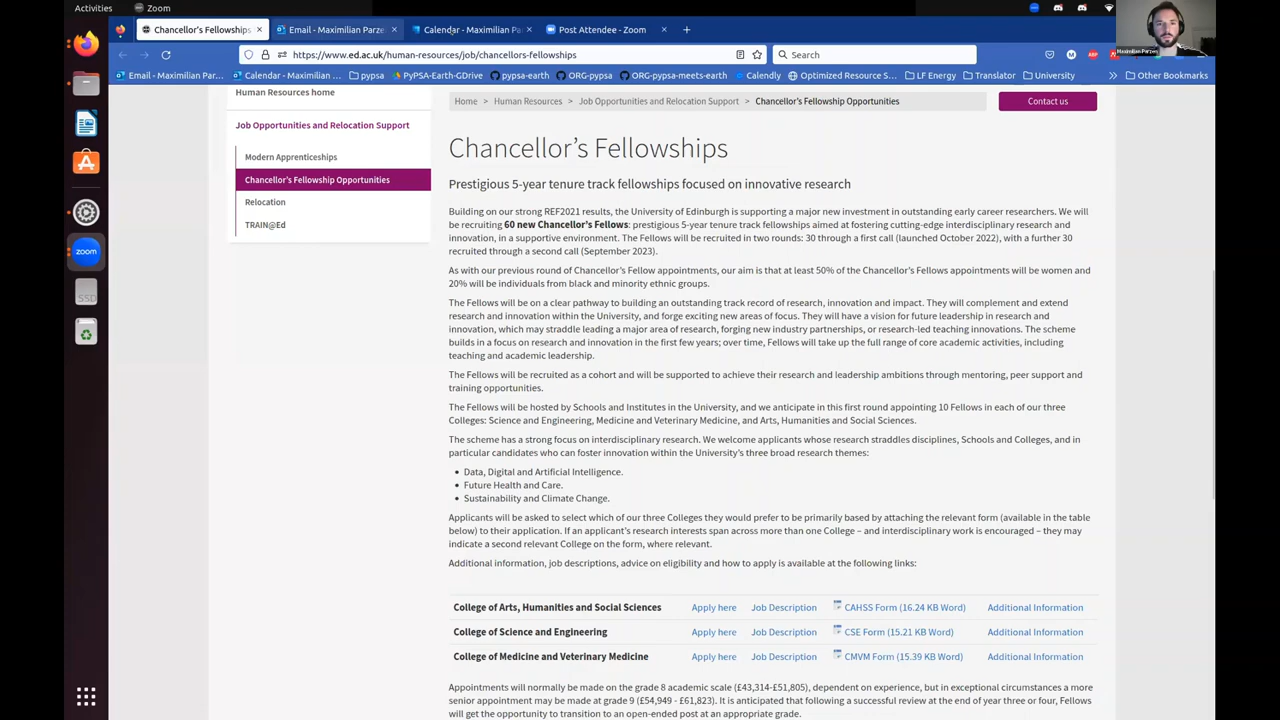 Activities
Zoom
Chancellor's Fellowships
Email - Maximilian Parze
Calendar - Maximilian Pa
Post Attendee - Zoom
https://www.ed.ac.uk/human-resources/job/chancellors-fellowships
Search
Email - Maximilian Par...
Calendar - Maximilian ...
pypsa
PyPSA-Earth-GDrive
pypsa-earth
ORG-pypsa
ORG-pypsa-meets-earth
Calendly
Optimized Resource S...
LF Energy
Translator
University
Other Bookmarks
Maximilian Parzen
Human Resources home
Job Opportunities and Relocation Support
Modern Apprenticeships
Chancellor's Fellowship Opportunities
Relocation
TRAIN@Ed
Home > Human Resources > Job Opportunities and Relocation Support > Chancellor's Fellowship Opportunities
Contact us
Chancellor's Fellowships
Prestigious 5-year tenure track fellowships focused on innovative research
Building on our strong REF2021 results, the University of Edinburgh is supporting a major new investment in outstanding early career researchers. We will
be recruiting 60 new Chancellor's Fellows: prestigious 5-year tenure track fellowships aimed at fostering cutting-edge interdisciplinary research and
innovation, in a supportive environment. The Fellows will be recruited in two rounds: 30 through a first call (launched October 2022), with a further 30
recruited through a second call (September 2023).
As with our previous round of Chancellor's Fellow appointments, our aim is that at least 50% of the Chancellor's Fellows appointments will be women and
20% will be individuals from black and minority ethnic groups.
The Fellows will be on a clear pathway to building an outstanding track record of research, innovation and impact. They will complement and extend
research and innovation within the University, and forge exciting new areas of focus. They will have a vision for future leadership in research and
innovation, which may straddle leading a major area of research, forging new industry partnerships, or research-led teaching innovations. The scheme
builds in a focus on research and innovation in the first few years; over time, Fellows will take up the full range of core academic activities, including
teaching and academic leadership.
The Fellows will be recruited as a cohort and will be supported to achieve their research and leadership ambitions through mentoring, peer support and
training opportunities.
The Fellows will be hosted by Schools and Institutes in the University, and we anticipate in this first round appointing 10 Fellows in each of our three
Colleges: Science and Engineering, Medicine and Veterinary Medicine, and Arts, Humanities and Social Sciences.
The scheme has a strong focus on interdisciplinary research. We welcome applicants whose research straddles disciplines, Schools and Colleges, and in
particular candidates who can foster innovation within the University's three broad research themes:
• Data, Digital and Artificial Intelligence.
• Future Health and Care.
• Sustainability and Climate Change.
Applicants will be asked to select which of our three Colleges they would prefer to be primarily based by attaching the relevant form (available in the table
below) to their application. If an applicant's research interests span across more than one College – and interdisciplinary work is encouraged – they may
indicate a second relevant College on the form, where relevant.
Additional information, job descriptions, advice on eligibility and how to apply is available at the following links:
College of Arts, Humanities and Social Sciences Apply here Job Description CAHSS Form (16.24 KB Word) Additional Information
College of Science and Engineering Apply here Job Description CSE Form (15.21 KB Word) Additional Information
College of Medicine and Veterinary Medicine Apply here Job Description CMVM Form (15.39 KB Word) Additional Information
Appointments will normally be made on the grade 8 academic scale (£43,314-£51,805), dependent on experience, but in exceptional circumstances a more
senior appointment may be made at grade 9 (£54,949 - £61,823). It is anticipated that following a successful review at the end of year three or four, Fellows
will get the opportunity to transition to an open-ended post at an appropriate grade.
zoom
SSD